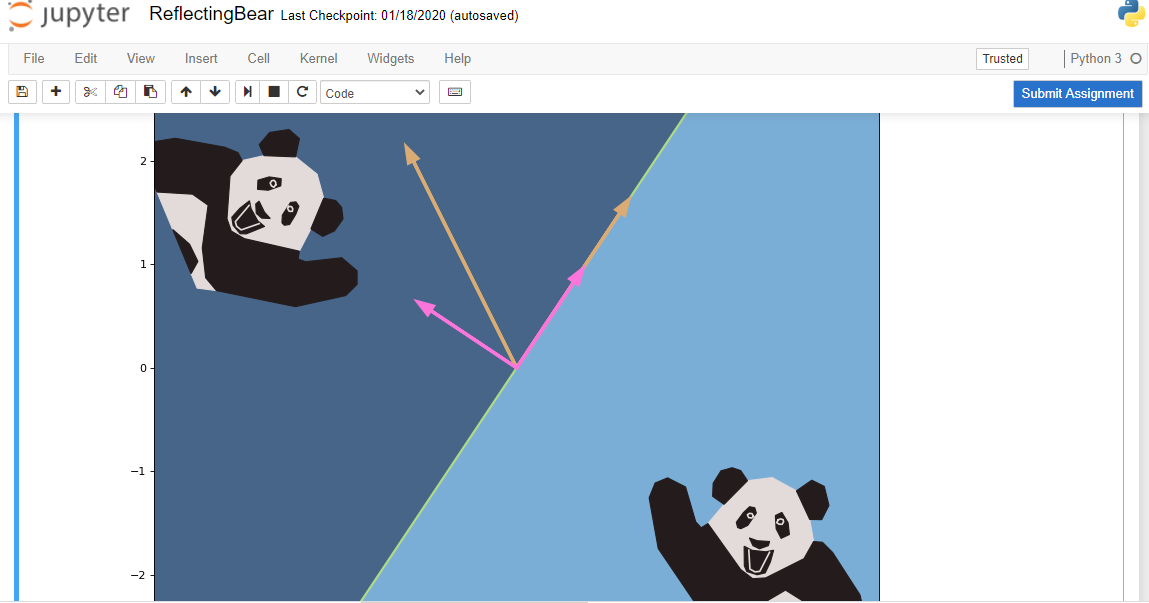 jupyter ReflectingBear Last Checkpoint: 01/18/2020 (autosaved)
File Edit View Insert Cell Kernel Widgets Help Trusted Python 3
Code Submit Assignment
2
1
0
−1
−2